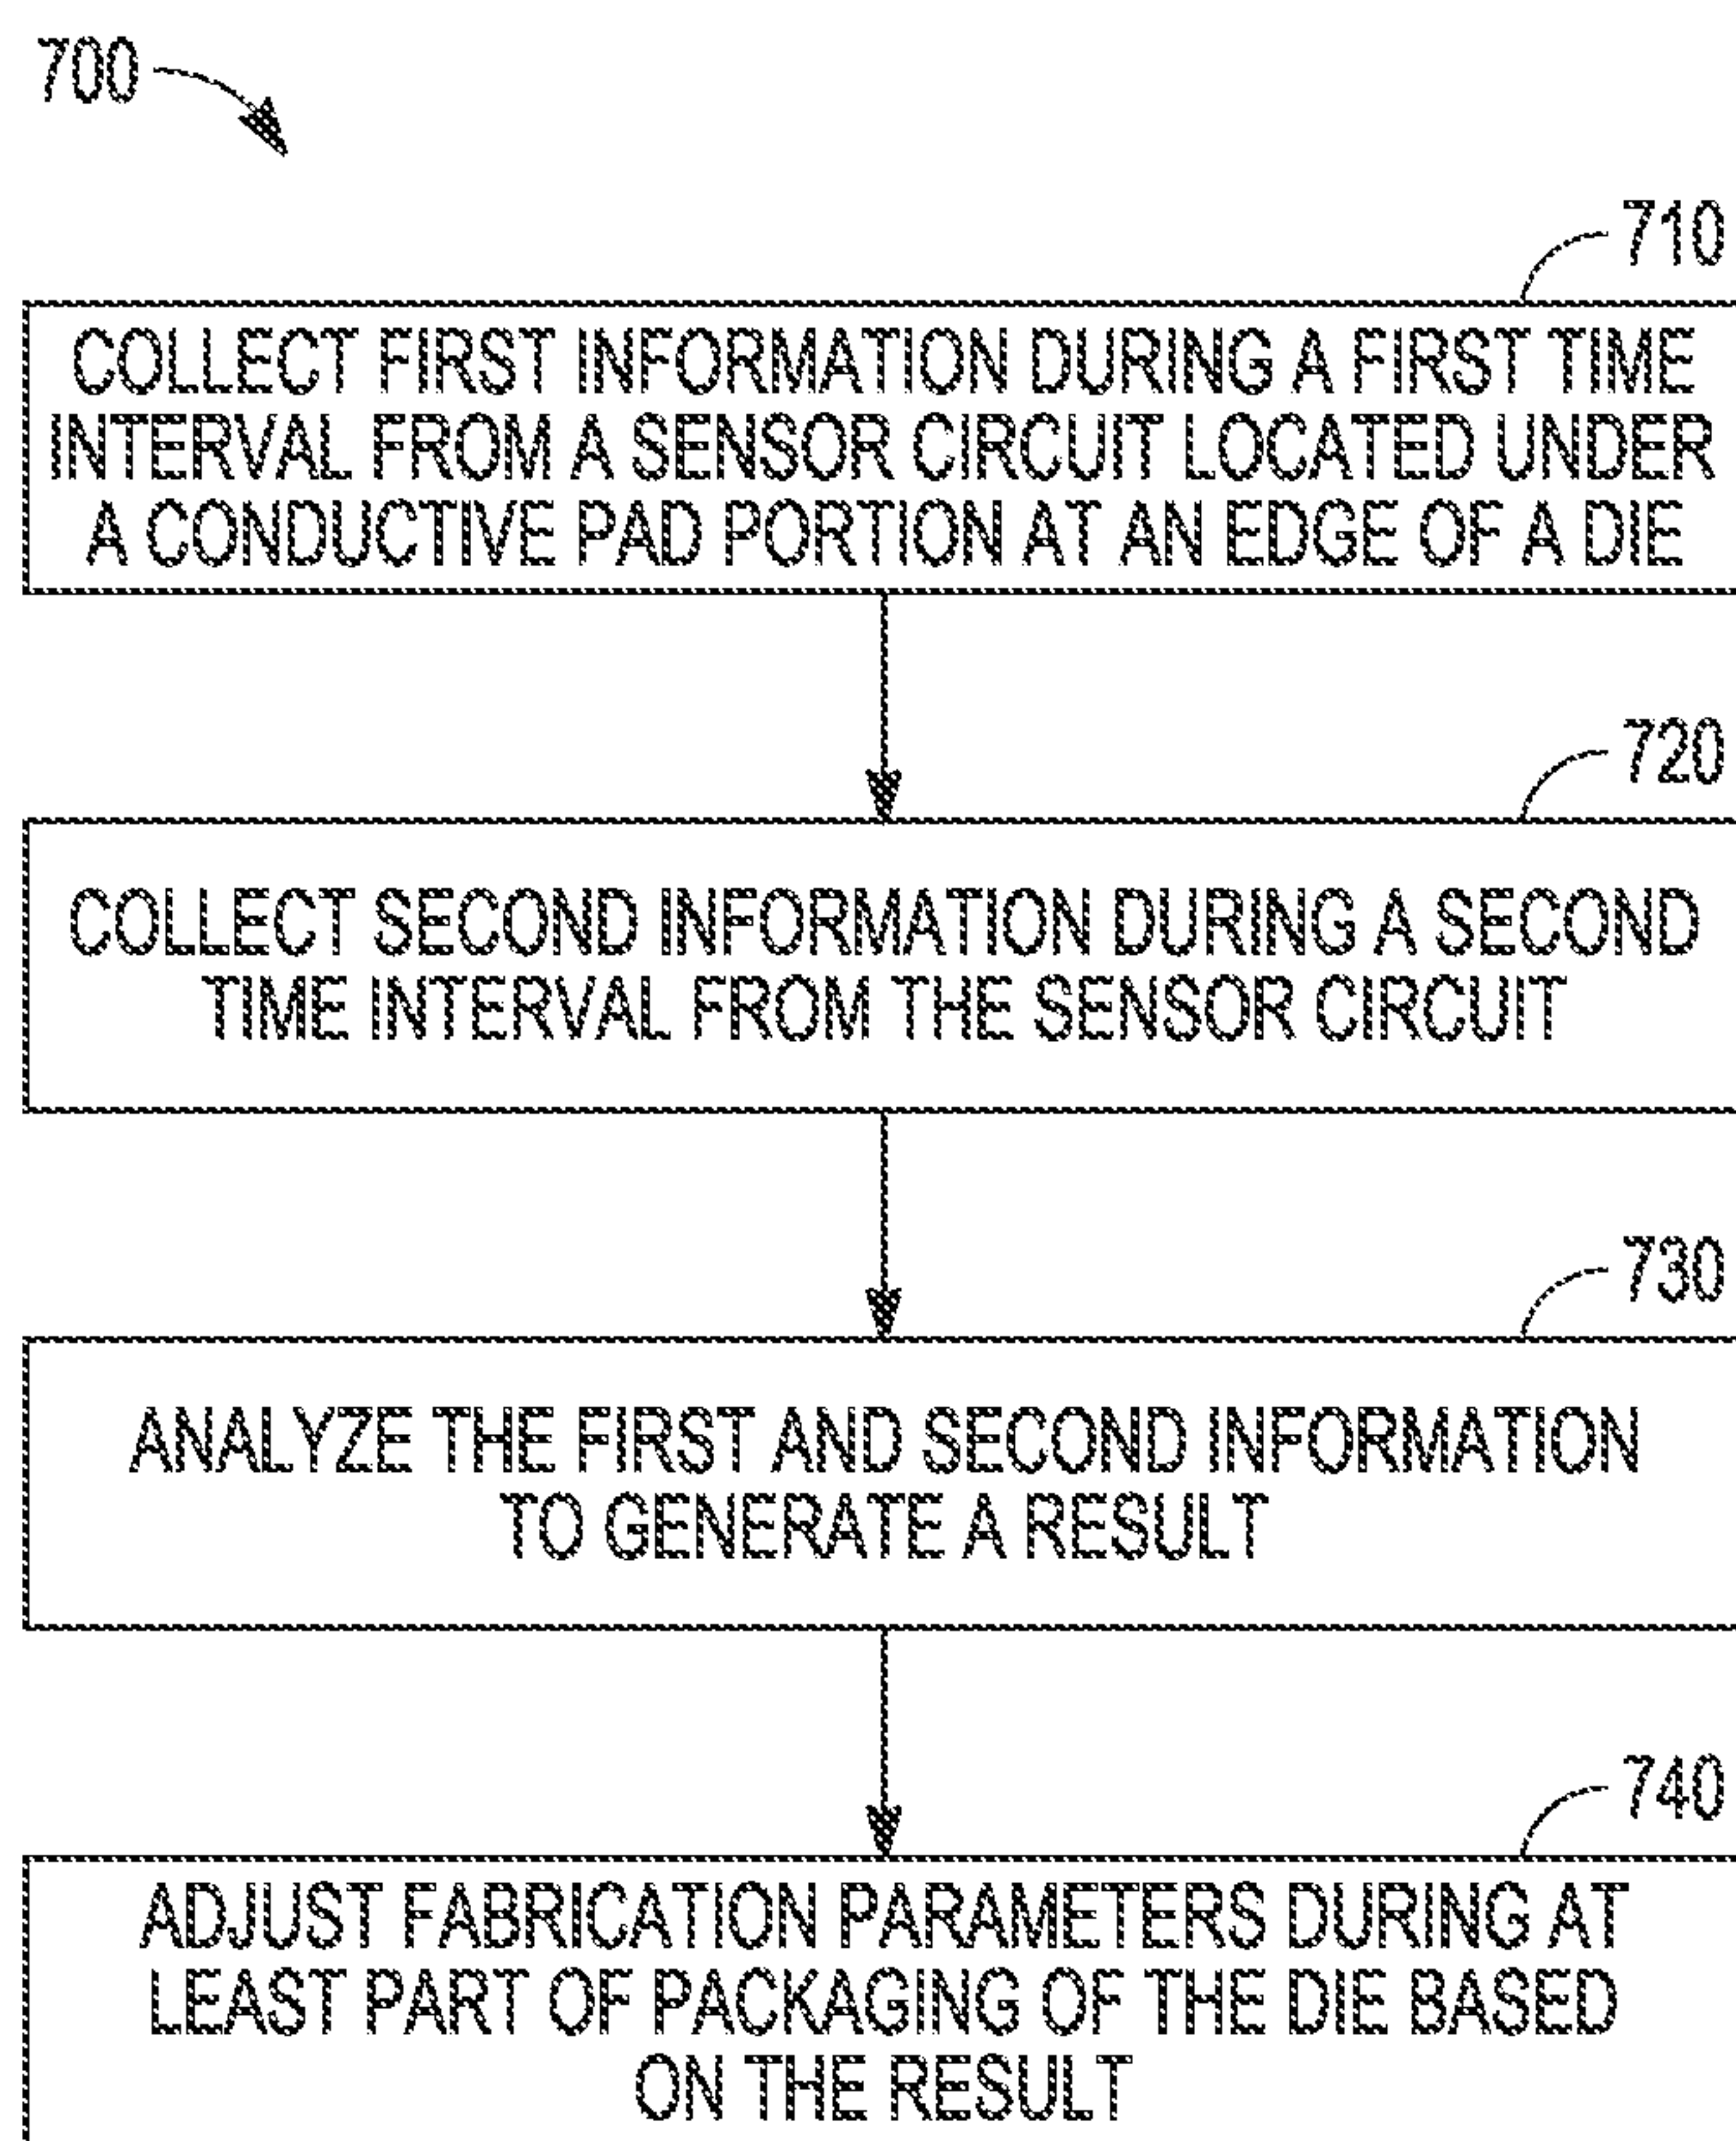 700
710
COLLECT FIRST INFORMATION DURING A FIRST TIME
INTERVAL FROM A SENSOR CIRCUIT LOCATED UNDER
A CONDUCTIVE PAD PORTION AT AN EDGE OF A DIE
720
COLLECT SECOND INFORMATION DURING A SECOND
TIME INTERVAL FROM THE SENSOR CIRCUIT
730
ANALYZE THE FIRST AND SECOND INFORMATION
TO GENERATE A RESULT
740
ADJUST FABRICATION PARAMETERS DURING AT
LEAST PART OF PACKAGING OF THE DIE BASED
ON THE RESULT